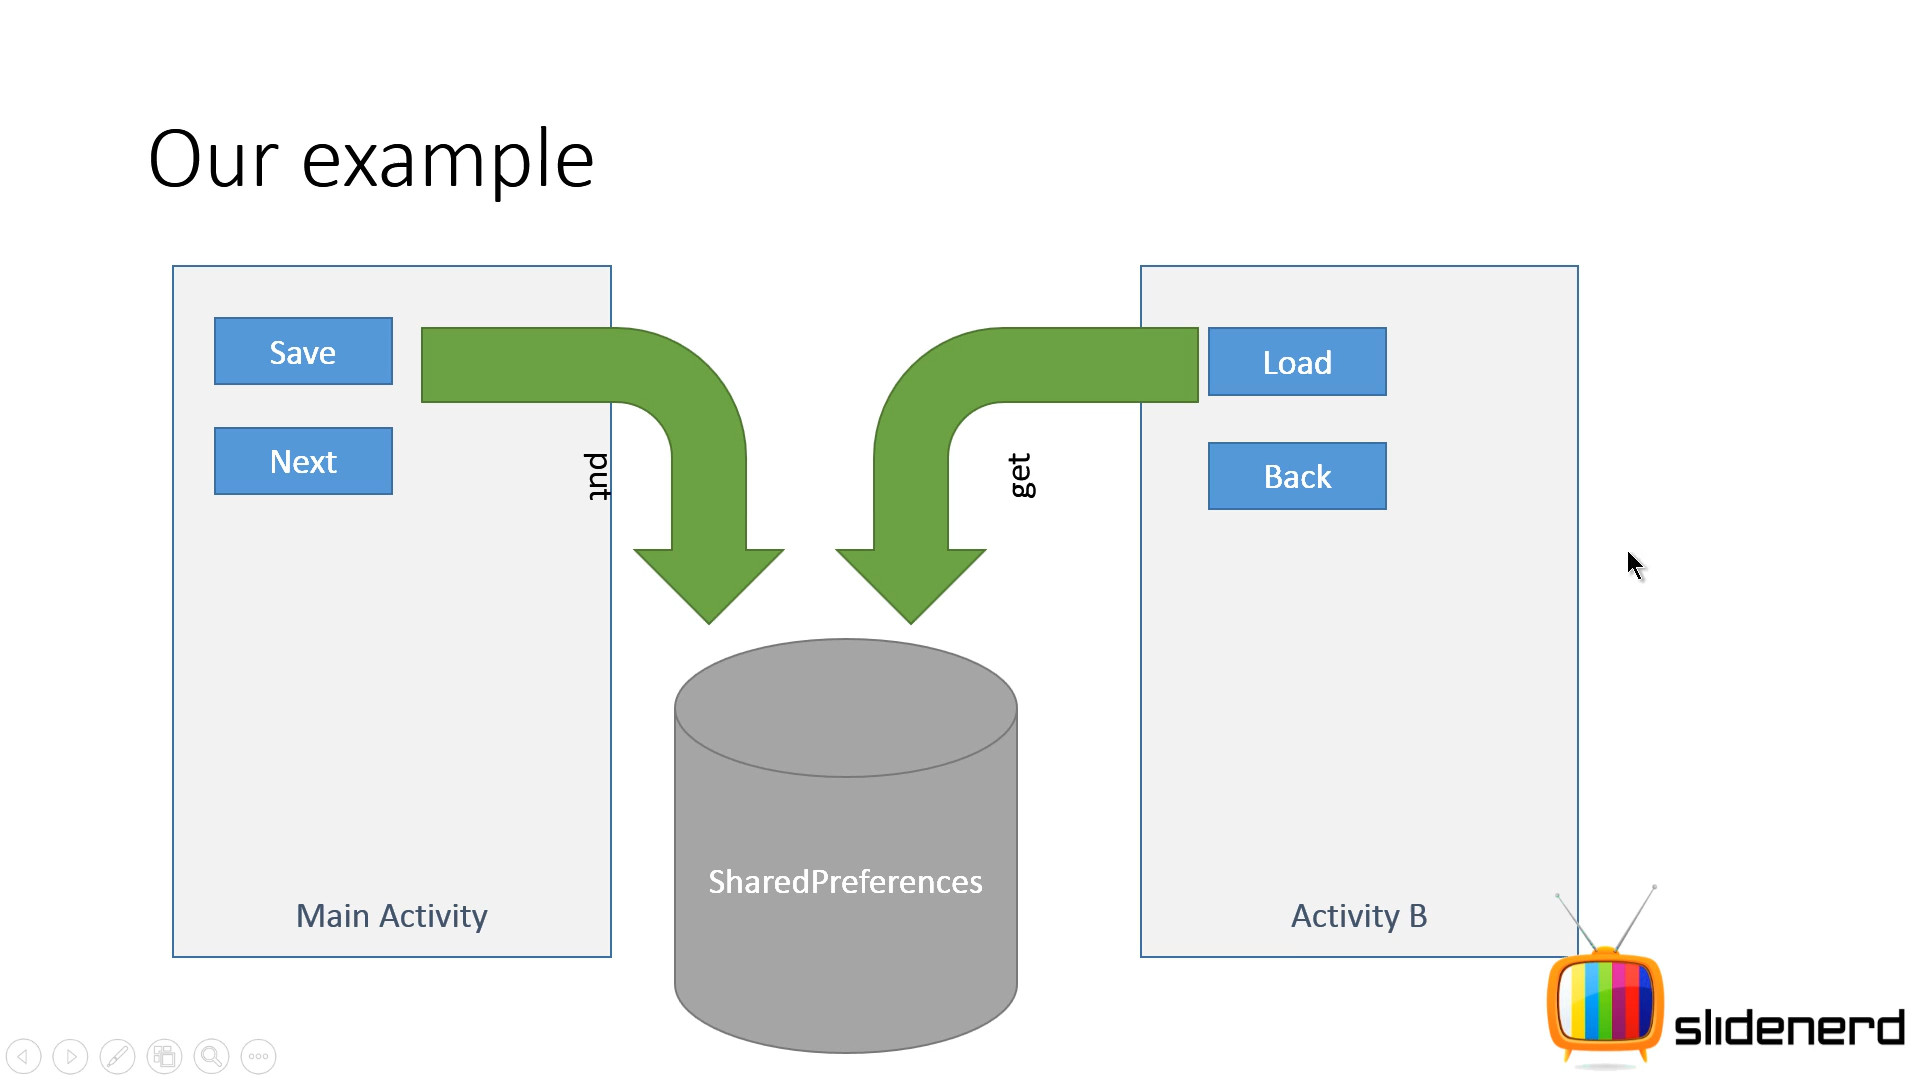 Our example
Save
Next
put
get
Load
Back
SharedPreferences
Main Activity
Activity B
slidenerd